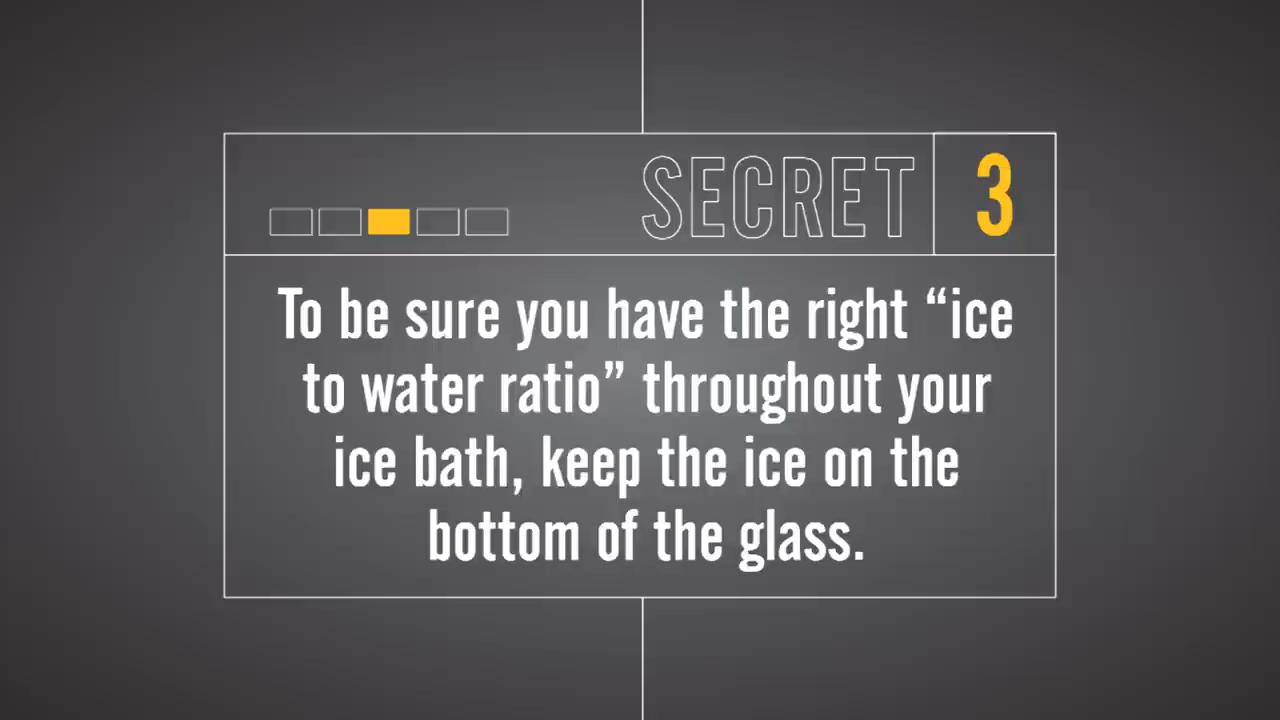 SECRET 3
To be sure you have the right “ice
to water ratio” throughout your
ice bath, keep the ice on the
bottom of the glass.